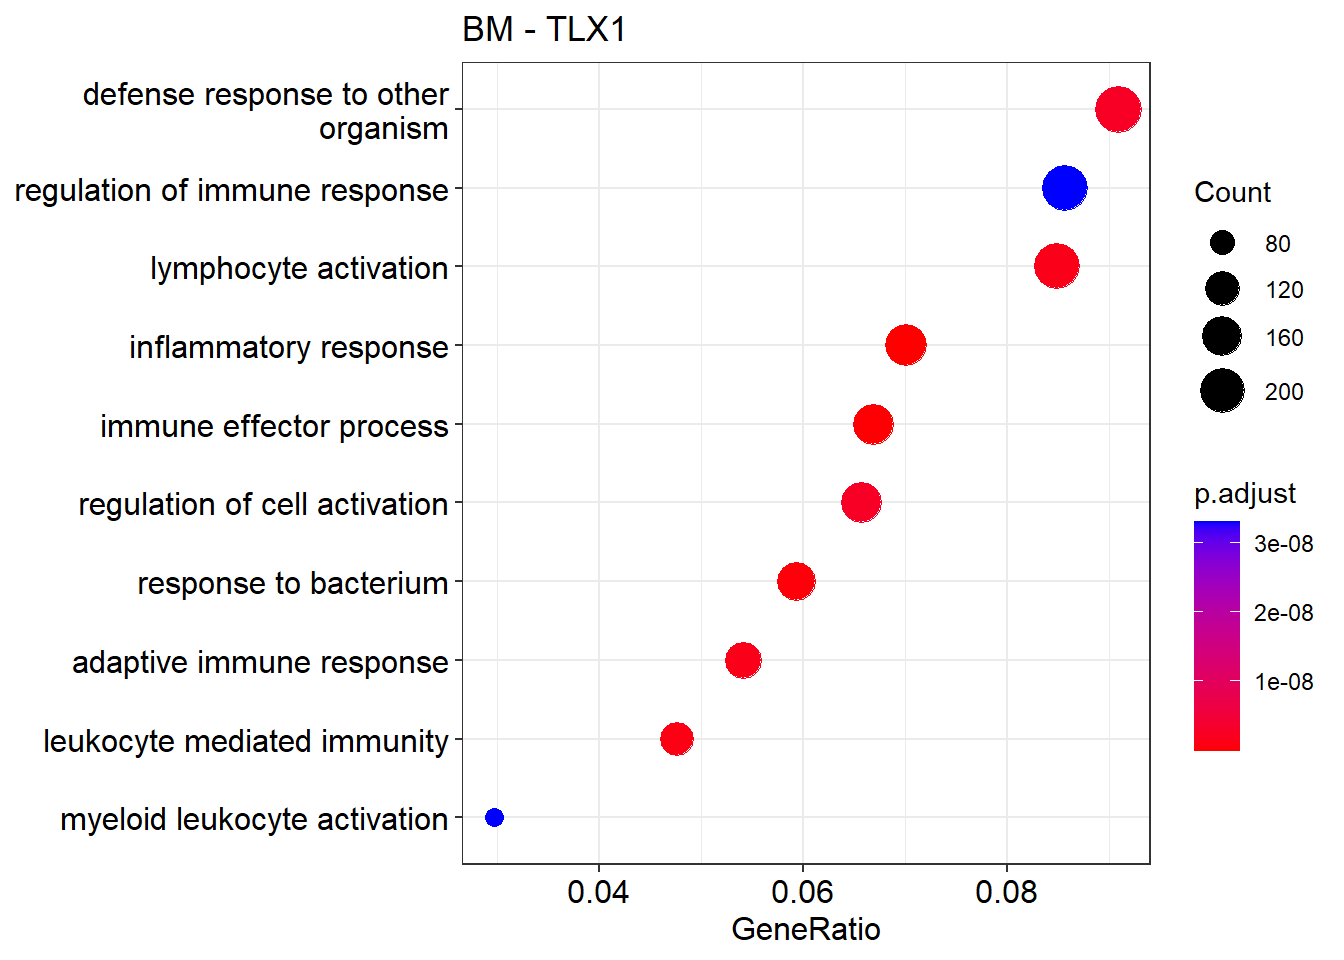 BM - TLX1
defense response to other
organism
regulation of immune response
lymphocyte activation
inflammatory response
immune effector process
regulation of cell activation
response to bacterium
adaptive immune response
leukocyte mediated immunity
myeloid leukocyte activation
0.04
0.06
0.08
GeneRatio
Count
80
120
160
200
p.adjust
3e-08
2e-08
1e-08